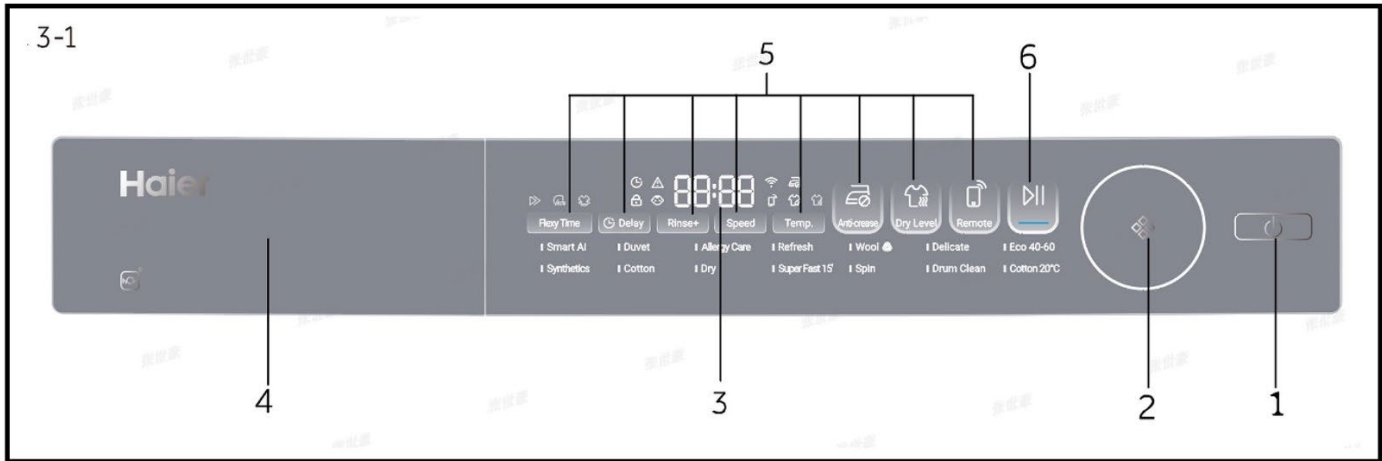 3-1
5
6
Haier
88:88
Flexy Time Delay Rinse+ Speed Temp. Anti-crease Dry Level Remote
Smart AI Duvet Allergy Care Refresh Wool Delicate Eco 40-60
Synthetics Cotton Dry Super Fast 15' Spin Drum Clean Cotton 20°C
4
3
2
1